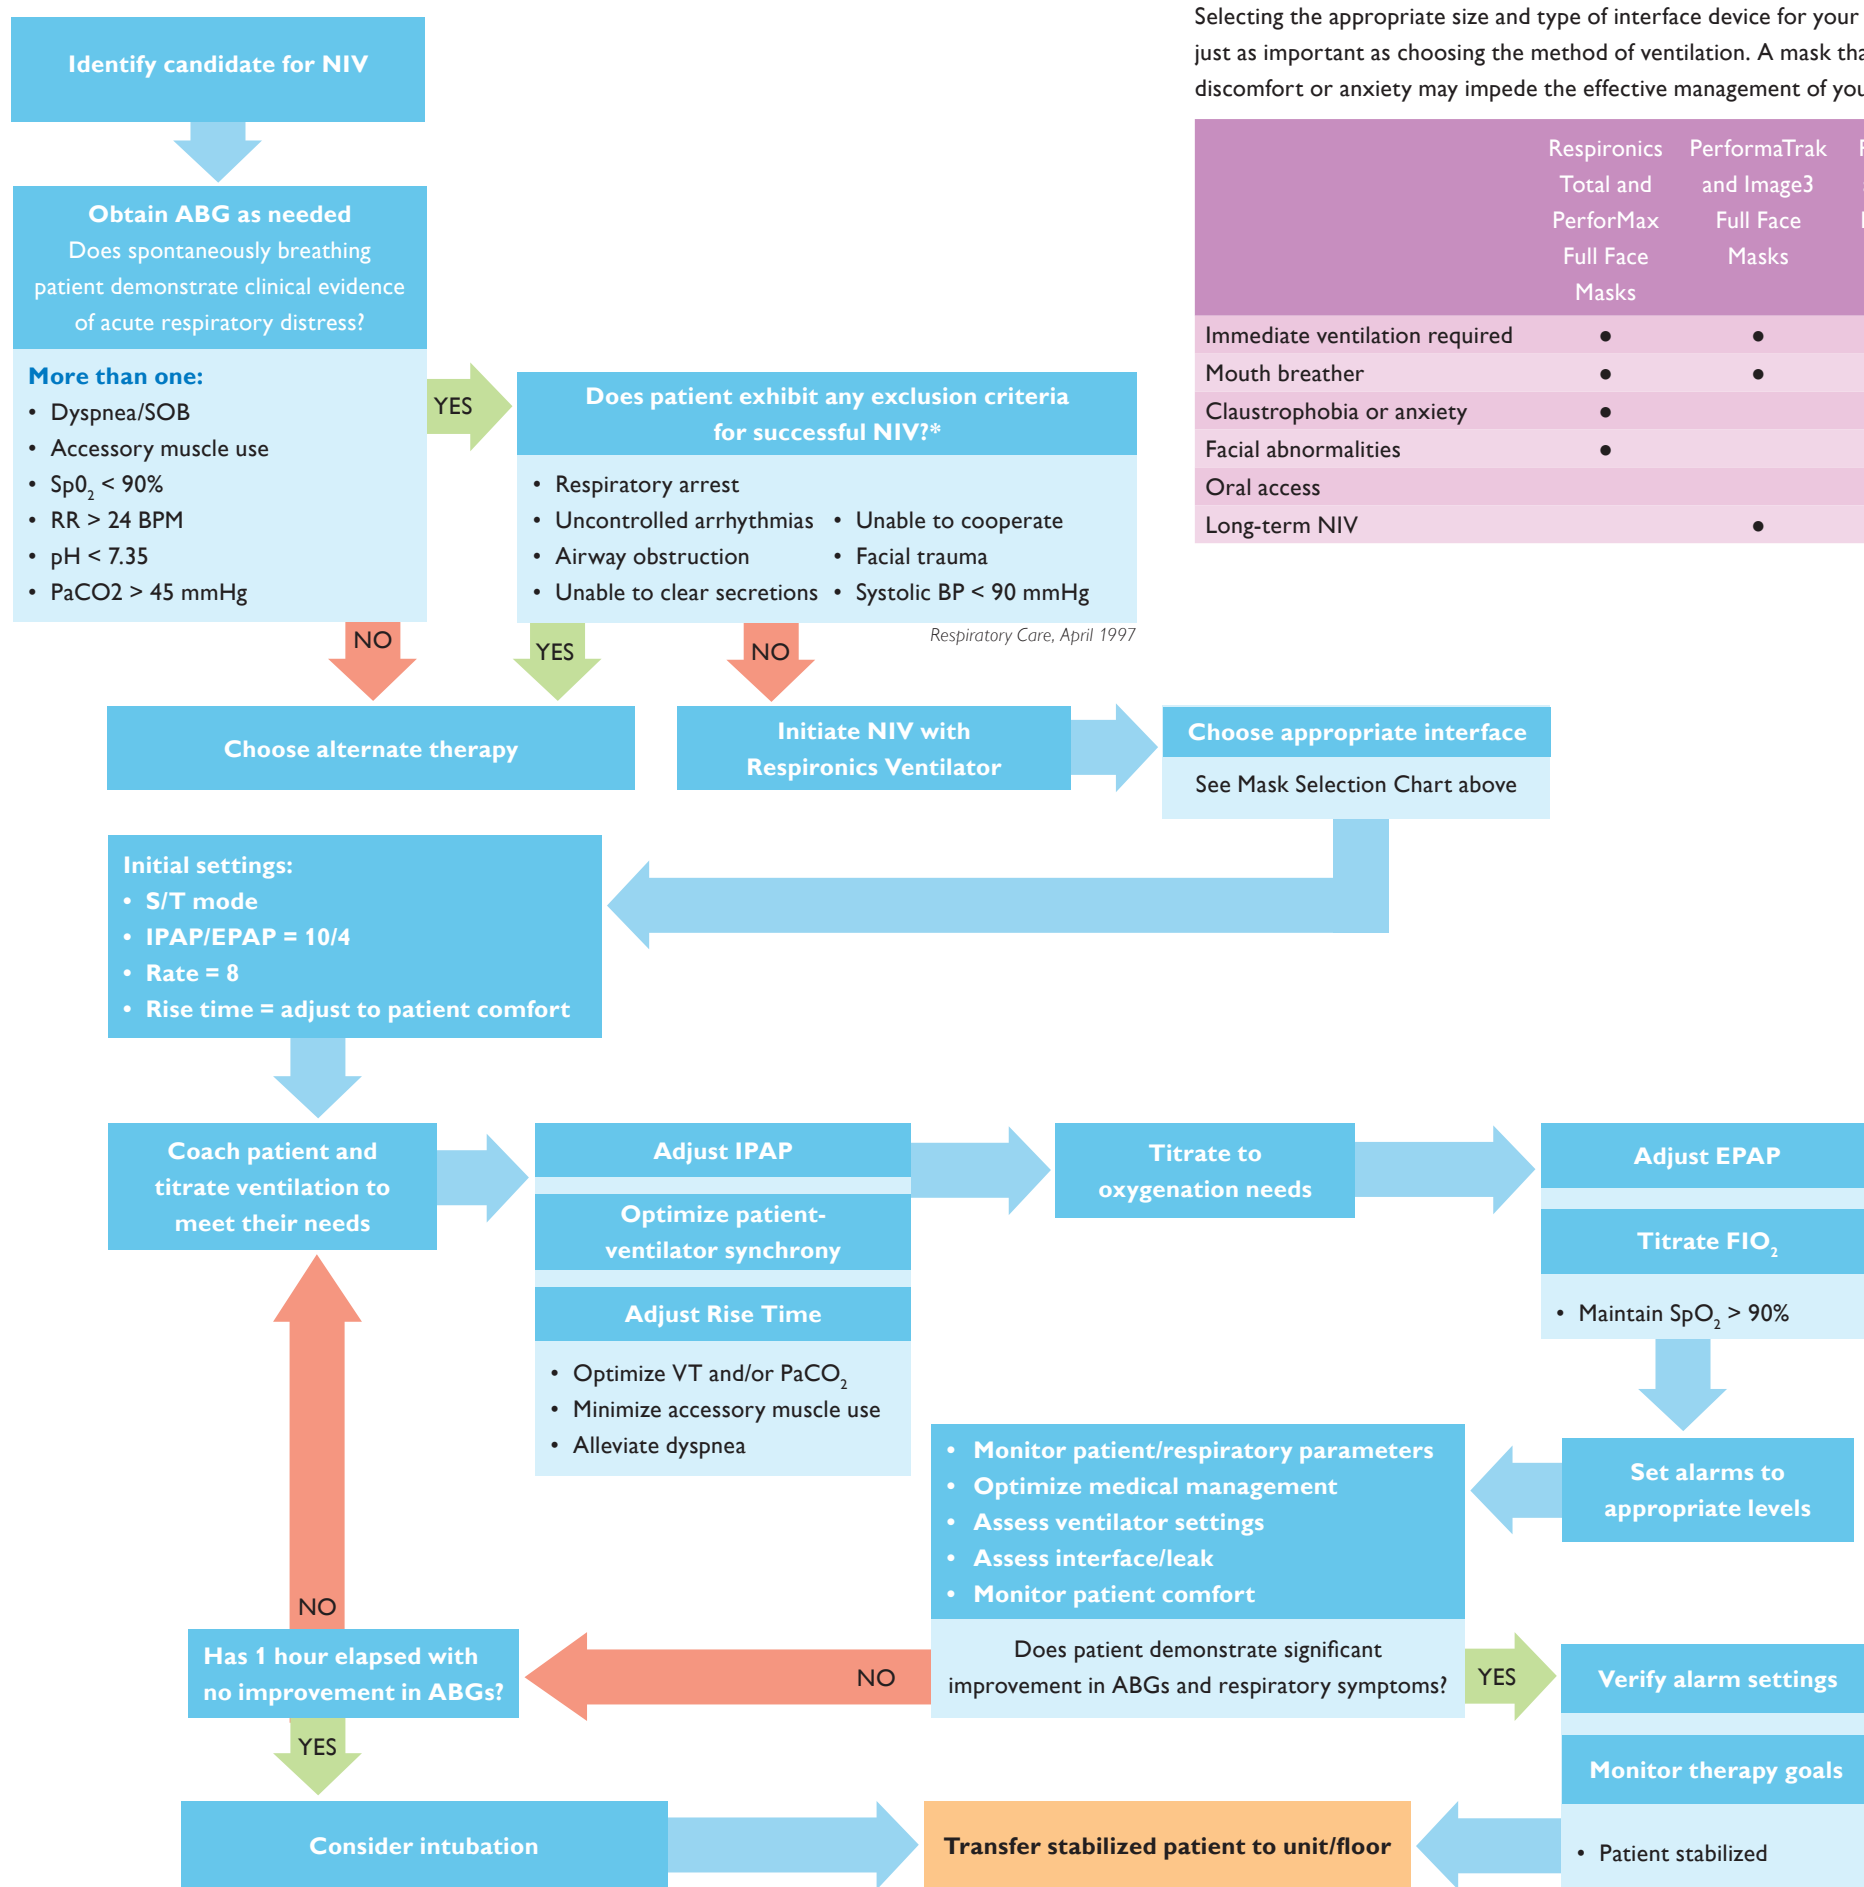 Selecting the appropriate size and type of interface device for your
just as important as choosing the method of ventilation. A mask
discomfort or anxiety may impede the effective management of
Respironics Total and PerforMax Full Face Masks
PerformaTrak and Image3 Full Face Masks
Immediate ventilation required ● ●
Mouth breather ● ●
Claustrophobia or anxiety ●
Facial abnormalities ●
Oral access
Long-term NIV ●
Identify candidate for NIV
Obtain ABG as needed
Does spontaneously breathing
patient demonstrate clinical evidence
of acute respiratory distress?
More than one:
• Dyspnea/SOB
• Accessory muscle use
• Sp0₂ < 90%
• RR > 24 BPM
• pH < 7.35
• PaCO2 > 45 mmHg
YES
NO
Does patient exhibit any exclusion criteria
for successful NIV?*
• Respiratory arrest
• Uncontrolled arrhythmias • Unable to cooperate
• Airway obstruction • Facial trauma
• Unable to clear secretions • Systolic BP < 90 mmHg
Respiratory Care, April 1997
YES
NO
Choose alternate therapy
Initiate NIV with
Respironics Ventilator
Choose appropriate interface
See Mask Selection Chart above
Initial settings:
• S/T mode
• IPAP/EPAP = 10/4
• Rate = 8
• Rise time = adjust to patient comfort
Coach patient and
titrate ventilation to
meet their needs
Adjust IPAP
Optimize patient-
ventilator synchrony
Adjust Rise Time
• Optimize VT and/or PaCO₂
• Minimize accessory muscle use
• Alleviate dyspnea
Titrate to
oxygenation needs
Adjust EPAP
Titrate FIO₂
• Maintain SpO₂ > 90%
Set alarms to
appropriate levels
• Monitor patient/respiratory parameters
• Optimize medical management
• Assess ventilator settings
• Assess interface/leak
• Monitor patient comfort
Does patient demonstrate significant
improvement in ABGs and respiratory symptoms?
NO
YES
Has 1 hour elapsed with
no improvement in ABGs?
NO
YES
Verify alarm settings
Monitor therapy goals
• Patient stabilized
Consider intubation
Transfer stabilized patient to unit/floor